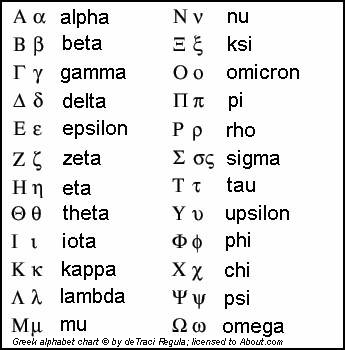 Α α alpha
Β β beta
Γ γ gamma
Δ δ delta
Ε ε epsilon
Ζ ζ zeta
Η η eta
Θ θ theta
Ι ι iota
Κ κ kappa
Λ λ lambda
Μ μ mu
Ν ν nu
Ξ ξ ksi
Ο ο omicron
Π π pi
Ρ ρ rho
Σ σς sigma
Τ τ tau
Υ υ upsilon
Φ ϕ phi
Χ χ chi
Ψ ψ psi
Ω ω omega
Greek alphabet chart © by deTraci Regula; licensed to About.com